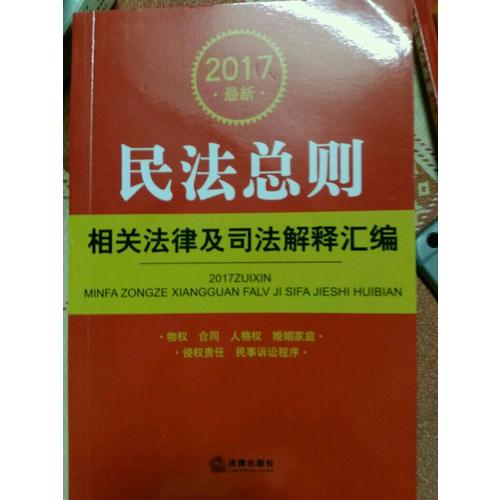 2017
·最新·
民法总则
相关法律及司法解释汇编
2017ZUIXIN
MINFA ZONGZE XIANGGUAN FALV JI SIFA JIESHI HUIBIAN
·物权 合同 人格权 婚姻家庭·
·侵权责任 民事诉讼程序·
法律出版社